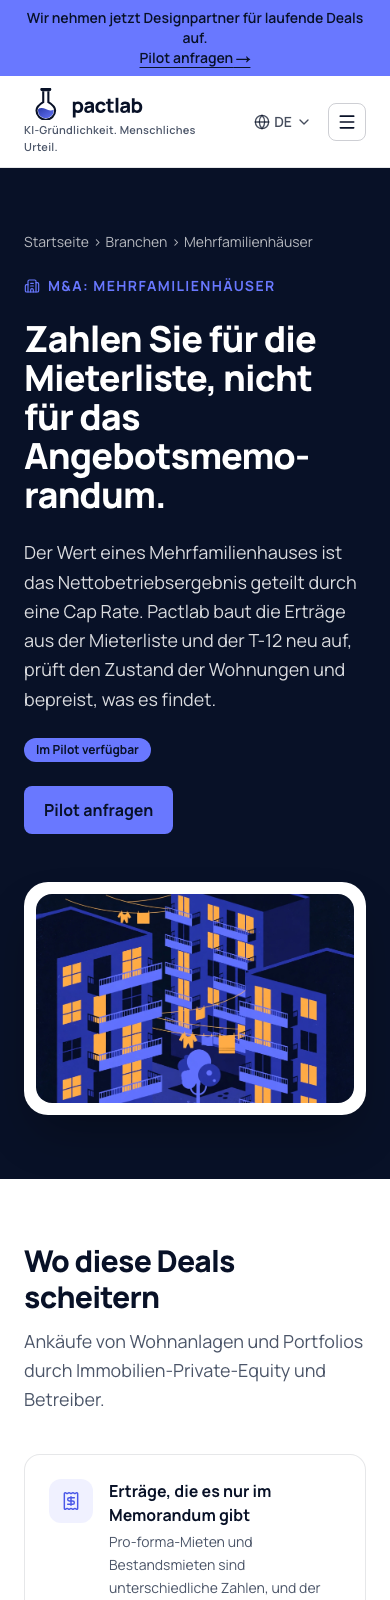 Wir nehmen jetzt Designpartner für laufende Deals
auf.
Pilot anfragen →
pactlab
KI-Gründlichkeit. Menschliches
Urteil.
DE
Startseite > Branchen > Mehrfamilienhäuser
M&A: MEHRFAMILIENHÄUSER
Zahlen Sie für die
Mieterliste, nicht
für das
Angebotsmemo-
randum.
Der Wert eines Mehrfamilienhauses ist
das Nettobetriebsergebnis geteilt durch
eine Cap Rate. Pactlab baut die Erträge
aus der Mieterliste und der T-12 neu auf,
prüft den Zustand der Wohnungen und
bepreist, was es findet.
Im Pilot verfügbar
Pilot anfragen
Wo diese Deals
scheitern
Ankäufe von Wohnanlagen und Portfolios
durch Immobilien-Private-Equity und
Betreiber.
Erträge, die es nur im
Memorandum gibt
Pro-forma-Mieten und
Bestandsmieten sind
unterschiedliche Zahlen, und der